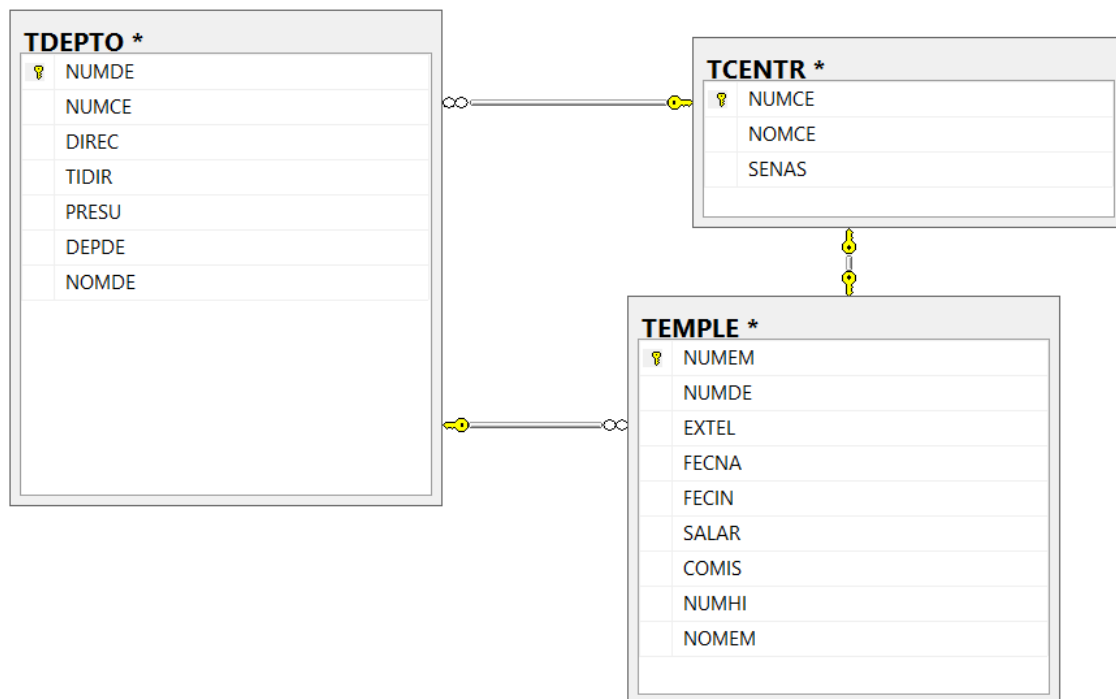 TDEPTO *
NUMDE
NUMCE
DIREC
TIDIR
PRESU
DEPDE
NOMDE
TCENTR *
NUMCE
NOMCE
SENAS
TEMPLE *
NUMEM
NUMDE
EXTEL
FECNA
FECIN
SALAR
COMIS
NUMHI
NOMEM